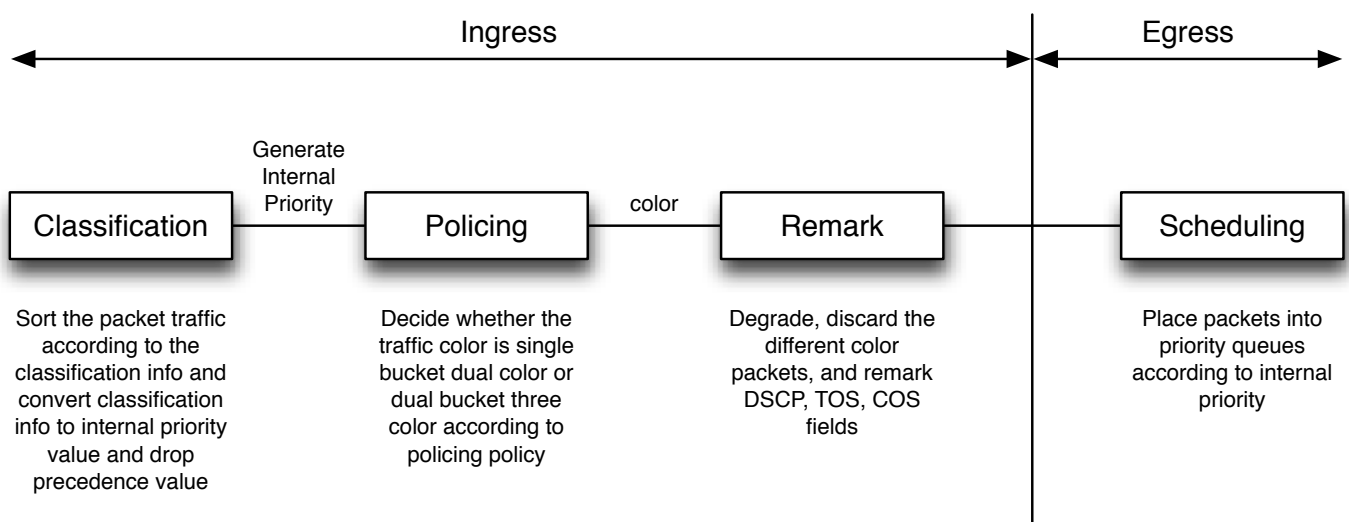 Ingress
Egress
Generate
Internal
Priority
color
Classification
Policing
Remark
Scheduling
Sort the packet traffic
according to the
classification info and
convert classification
info to internal priority
value and drop
precedence value
Decide whether the
traffic color is single
bucket dual color or
dual bucket three
color according to
policing policy
Degrade, discard the
different color
packets, and remark
DSCP, TOS, COS
fields
Place packets into
priority queues
according to internal
priority